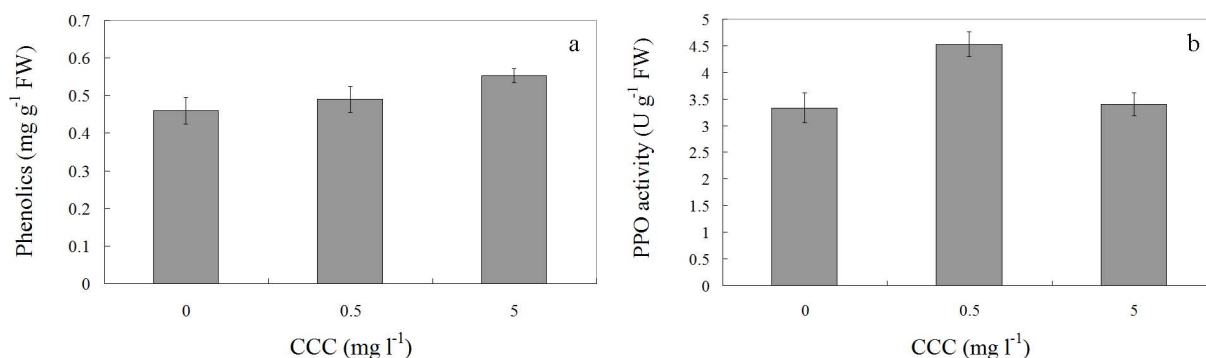 a
Phenolics (mg g-1 FW)
0.7
0.6
0.5
0.4
0.3
0.2
0.1
0
0 0.5 5
CCC (mg l-1)
b
PPO activity (U g-1 FW)
5
4.5
4
3.5
3
2.5
2
1.5
1
0.5
0
0 0.5 5
CCC (mg l-1)